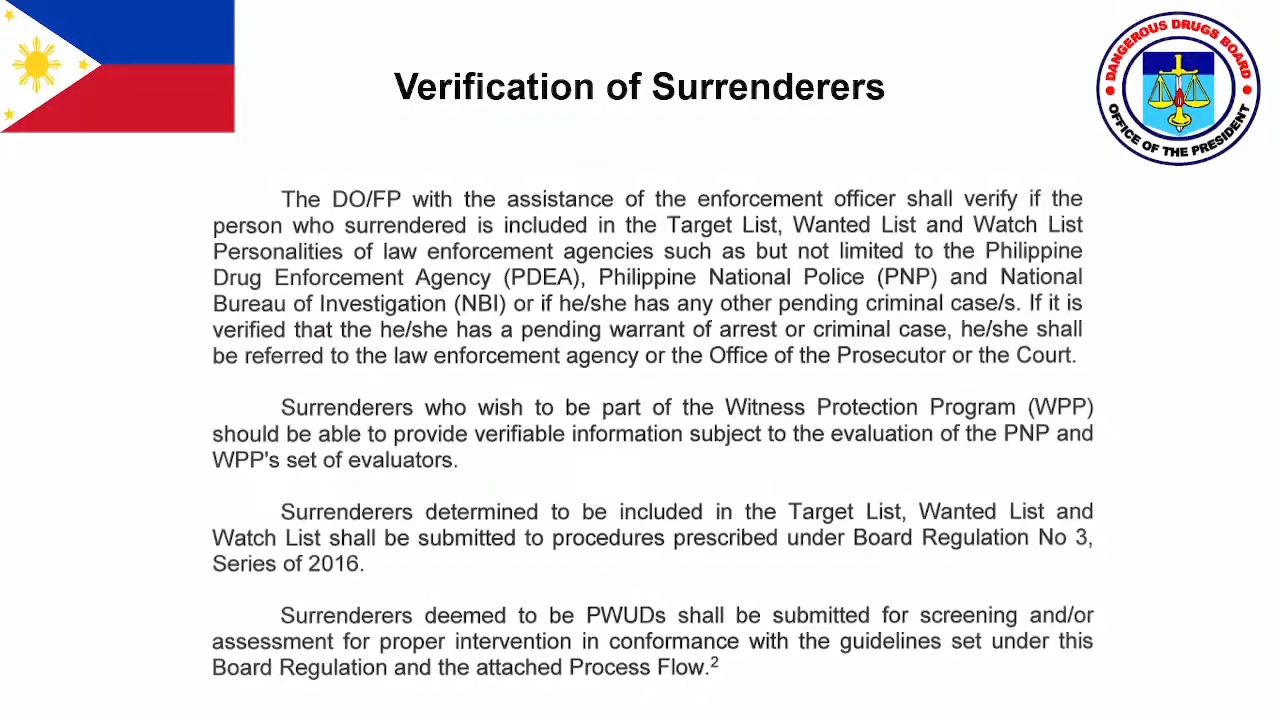 Verification of Surrenderers
DANGEROUS DRUGS BOARD
OFFICE OF THE PRESIDENT
The DO/FP with the assistance of the enforcement officer shall verify if the
person who surrendered is included in the Target List, Wanted List and Watch List
Personalities of law enforcement agencies such as but not limited to the Philippine
Drug Enforcement Agency (PDEA), Philippine National Police (PNP) and National
Bureau of Investigation (NBI) or if he/she has any other pending criminal case/s. If it is
verified that the he/she has a pending warrant of arrest or criminal case, he/she shall
be referred to the law enforcement agency or the Office of the Prosecutor or the Court.
Surrenderers who wish to be part of the Witness Protection Program (WPP)
should be able to provide verifiable information subject to the evaluation of the PNP and
WPP's set of evaluators.
Surrenderers determined to be included in the Target List, Wanted List and
Watch List shall be submitted to procedures prescribed under Board Regulation No 3,
Series of 2016.
Surrenderers deemed to be PWUDs shall be submitted for screening and/or
assessment for proper intervention in conformance with the guidelines set under this
Board Regulation and the attached Process Flow.²